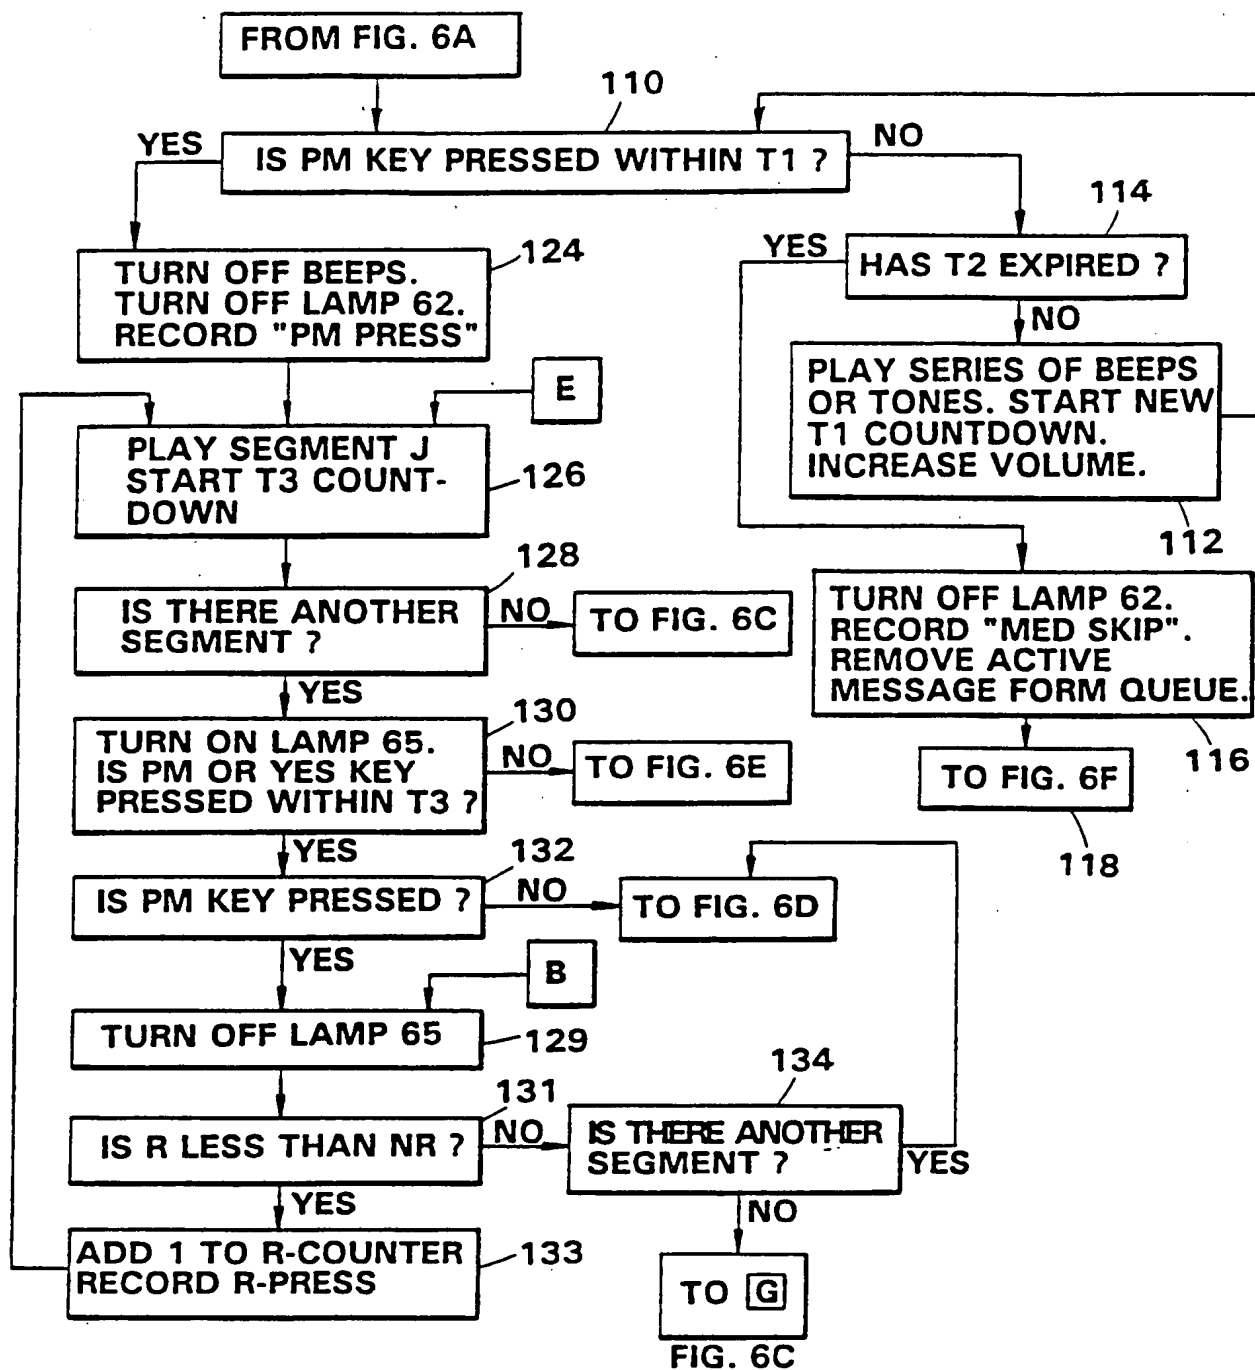 FROM FIG. 6A
110
YES
IS PM KEY PRESSED WITHIN T1 ?
NO
114
YES
HAS T2 EXPIRED ?
NO
124
TURN OFF BEEPS.
TURN OFF LAMP 62.
RECORD "PM PRESS"
PLAY SERIES OF BEEPS
OR TONES. START NEW
T1 COUNTDOWN.
INCREASE VOLUME.
112
E
PLAY SEGMENT J
START T3 COUNT-
DOWN
126
128
IS THERE ANOTHER
SEGMENT ?
NO
TO FIG. 6C
TURN OFF LAMP 62.
RECORD "MED SKIP".
REMOVE ACTIVE
MESSAGE FORM QUEUE.
116
YES
130
TURN ON LAMP 65.
IS PM OR YES KEY
PRESSED WITHIN T3 ?
NO
TO FIG. 6E
TO FIG. 6F
118
YES
132
IS PM KEY PRESSED ?
NO
TO FIG. 6D
YES
B
TURN OFF LAMP 65
129
131
IS R LESS THAN NR ?
NO
134
IS THERE ANOTHER
SEGMENT ?
YES
YES
NO
ADD 1 TO R-COUNTER
RECORD R-PRESS
133
TO G
FIG. 6C